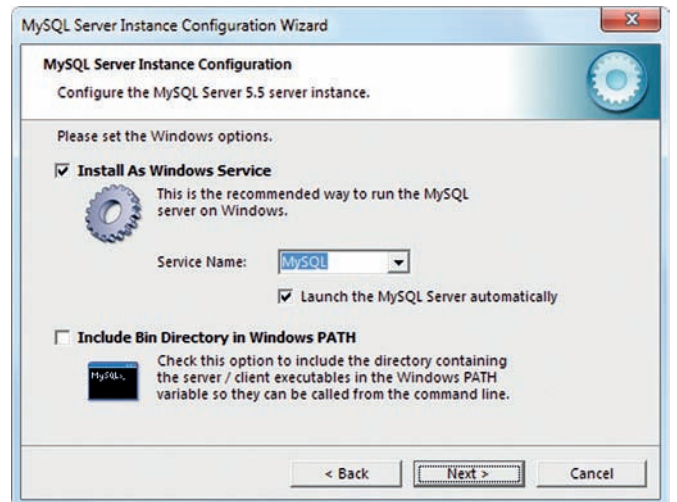 MySQL Server Instance Configuration Wizard
MySQL Server Instance Configuration
Configure the MySQL Server 5.5 server instance.
Please set the Windows options.
Install As Windows Service
This is the recommended way to run the MySQL
server on Windows.
Service Name:
MySQL
Launch the MySQL Server automatically
Include Bin Directory in Windows PATH
MySQL>_
Check this option to include the directory containing
the server / client executables in the Windows PATH
variable so they can be called from the command line.
< Back
Next >
Cancel